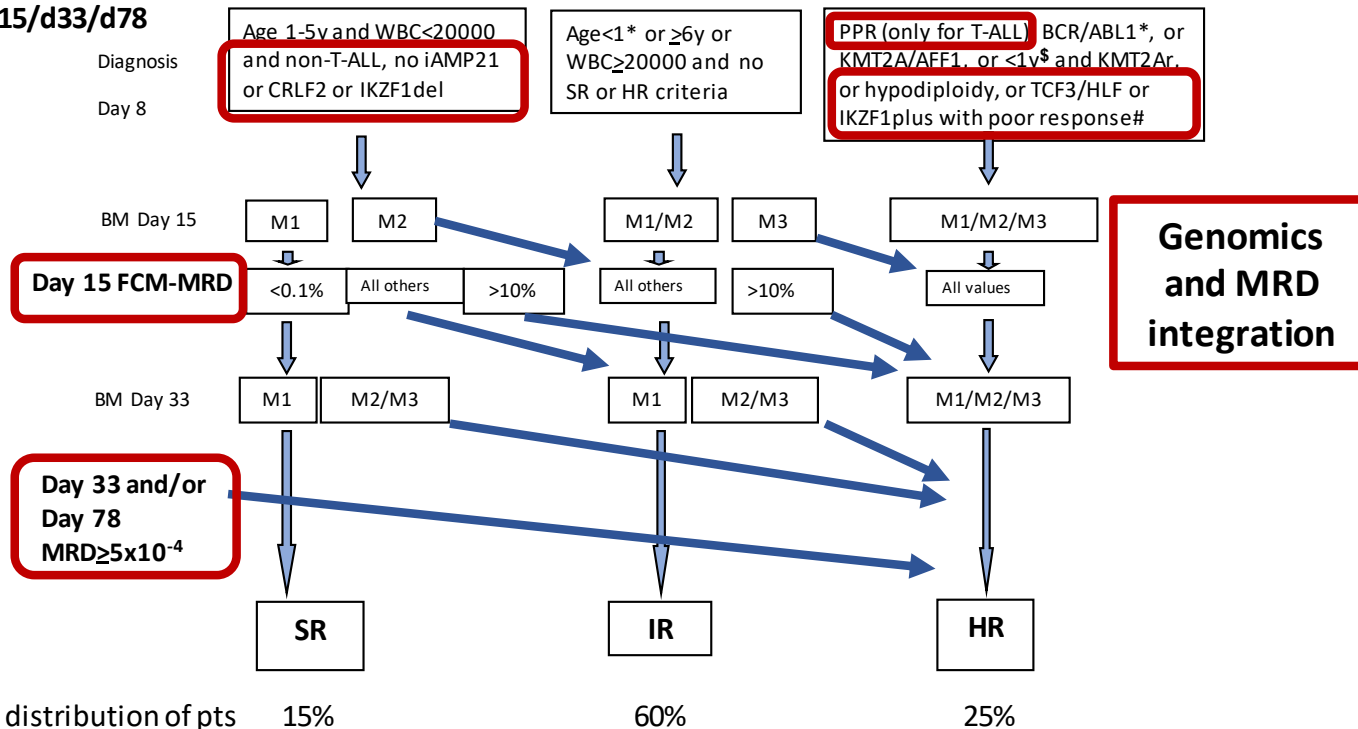 15/d33/d78
Diagnosis
Day 8
Age 1-5y and WBC<20000
and non-T-ALL, no iAMP21
or CRLF2 or IKZF1del
Age<1* or ≥6y or
WBC≥20000 and no
SR or HR criteria
PPR (only for T-ALL) BCR/ABL1*, or
KMT2A/AFF1, or <1y$ and KMT2Ar,
or hypodiploidy, or TCF3/HLF or
IKZF1plus with poor response#
BM Day 15
M1
M2
M1/M2
M3
M1/M2/M3
Genomics
and MRD
integration
Day 15 FCM-MRD
<0.1%
All others
>10%
All others
>10%
All values
BM Day 33
M1
M2/M3
M1
M2/M3
M1/M2/M3
Day 33 and/or
Day 78
MRD≥5x10⁻⁴
SR
IR
HR
distribution of pts 15% 60% 25%